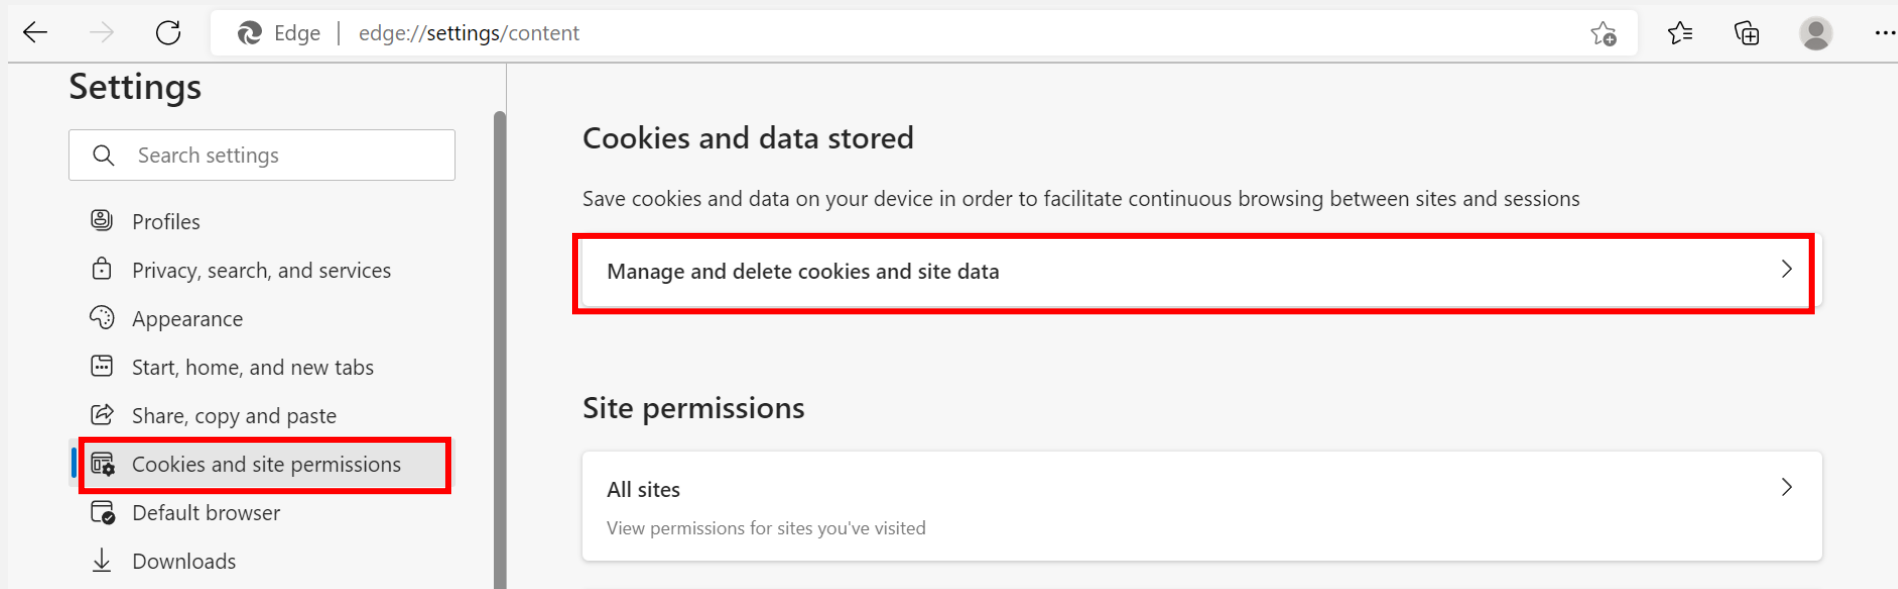 Edge | edge://settings/content
Settings
Search settings
Profiles
Privacy, search, and services
Appearance
Start, home, and new tabs
Share, copy and paste
Cookies and site permissions
Default browser
Downloads
Cookies and data stored
Save cookies and data on your device in order to facilitate continuous browsing between sites and sessions
Manage and delete cookies and site data
Site permissions
All sites
View permissions for sites you've visited